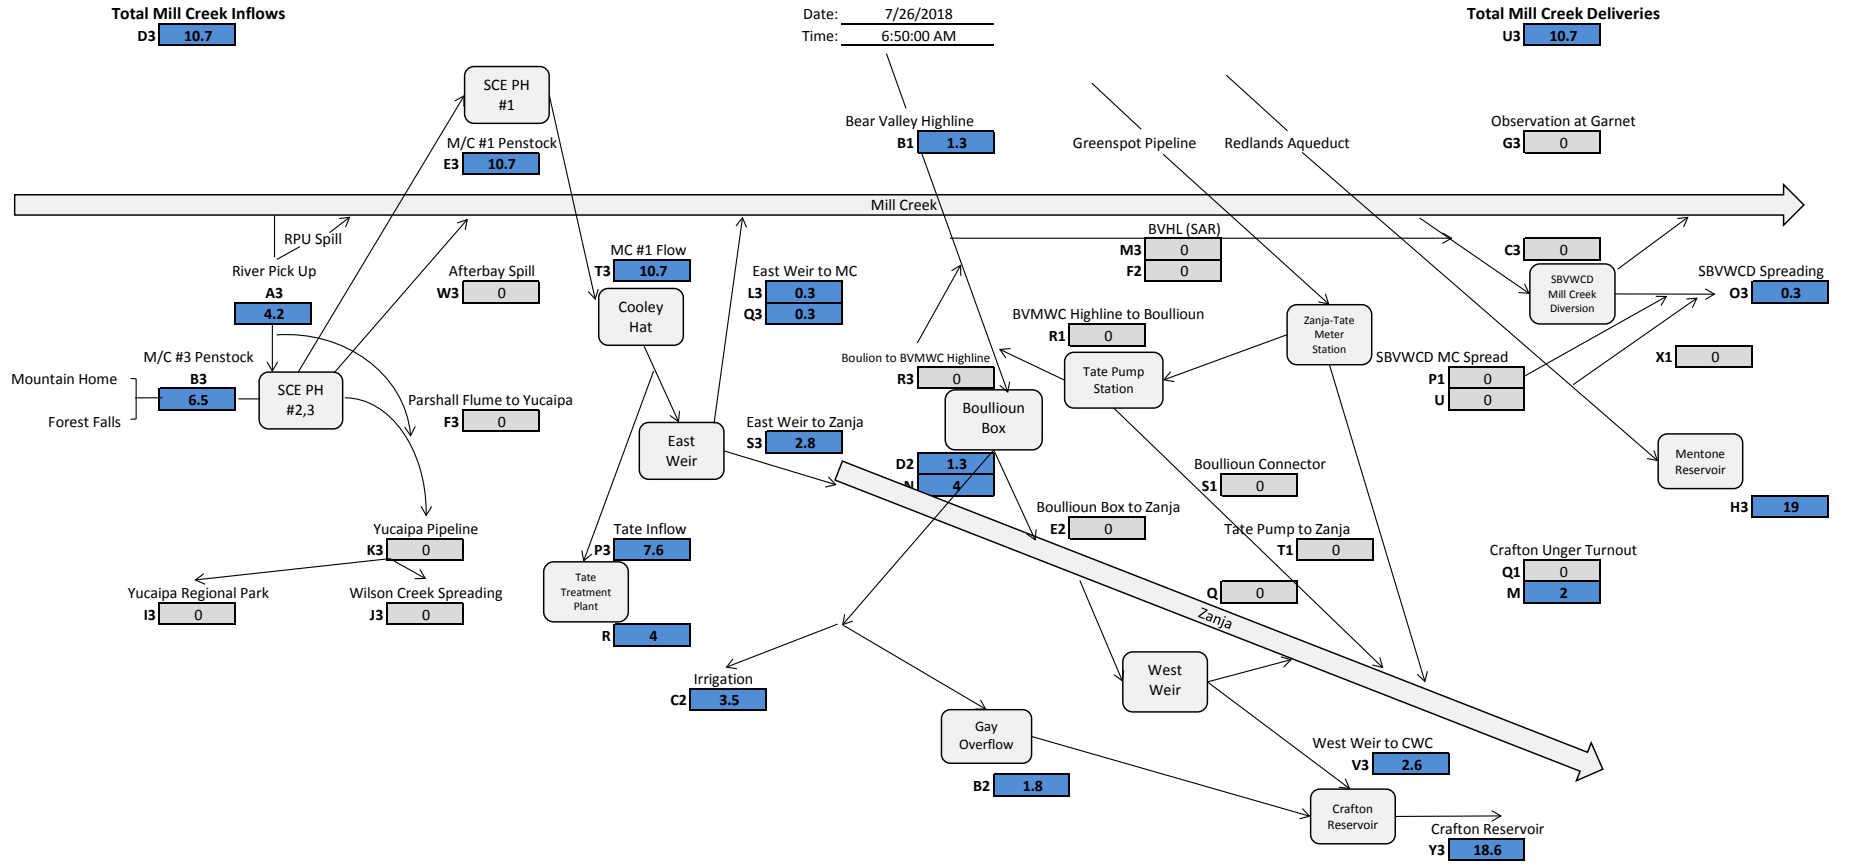 Total Mill Creek Inflows
D3 10.7
Date: 7/26/2018
Time: 6:50:00 AM
Total Mill Creek Deliveries
U3 10.7
SCE PH
#1
M/C #1 Penstock
E3 10.7
Bear Valley Highline
B1 1.3
Greenspot Pipeline
Redlands Aqueduct
Observation at Garnet
G3 0
Mill Creek
RPU Spill
River Pick Up
A3
4.2
Afterbay Spill
W3 0
MC #1 Flow
T3 10.7
Cooley
Hat
East Weir to MC
L3 0.3
Q3 0.3
BVHL (SAR)
M3 0
F2 0
C3 0
SBVWCD
Mill Creek
Diversion
SBVWCD Spreading
O3 0.3
M/C #3 Penstock
B3
6.5
Mountain Home
Forest Falls
SCE PH
#2,3
Parshall Flume to Yucaipa
F3 0
BVMWC Highline to Boullioun
R1 0
Boulion to BVMWC Highline
R3 0
Tate Pump
Station
Zanja-Tate
Meter
Station
SBVWCD MC Spread
P1 0
U 0
X1 0
East
Weir
East Weir to Zanja
S3 2.8
Boullioun
Box
D2 1.3
N 4
Boullioun Connector
S1 0
Mentone
Reservoir
H3 19
Boullioun Box to Zanja
E2 0
Tate Pump to Zanja
T1 0
Yucaipa Pipeline
K3 0
Yucaipa Regional Park
I3 0
Wilson Creek Spreading
J3 0
Tate Inflow
P3 7.6
Tate
Treatment
Plant
R 4
Q 0
Zanja
Crafton Unger Turnout
Q1 0
M 2
Irrigation
C2 3.5
West
Weir
Gay
Overflow
B2 1.8
West Weir to CWC
V3 2.6
Crafton
Reservoir
Crafton Reservoir
Y3 18.6